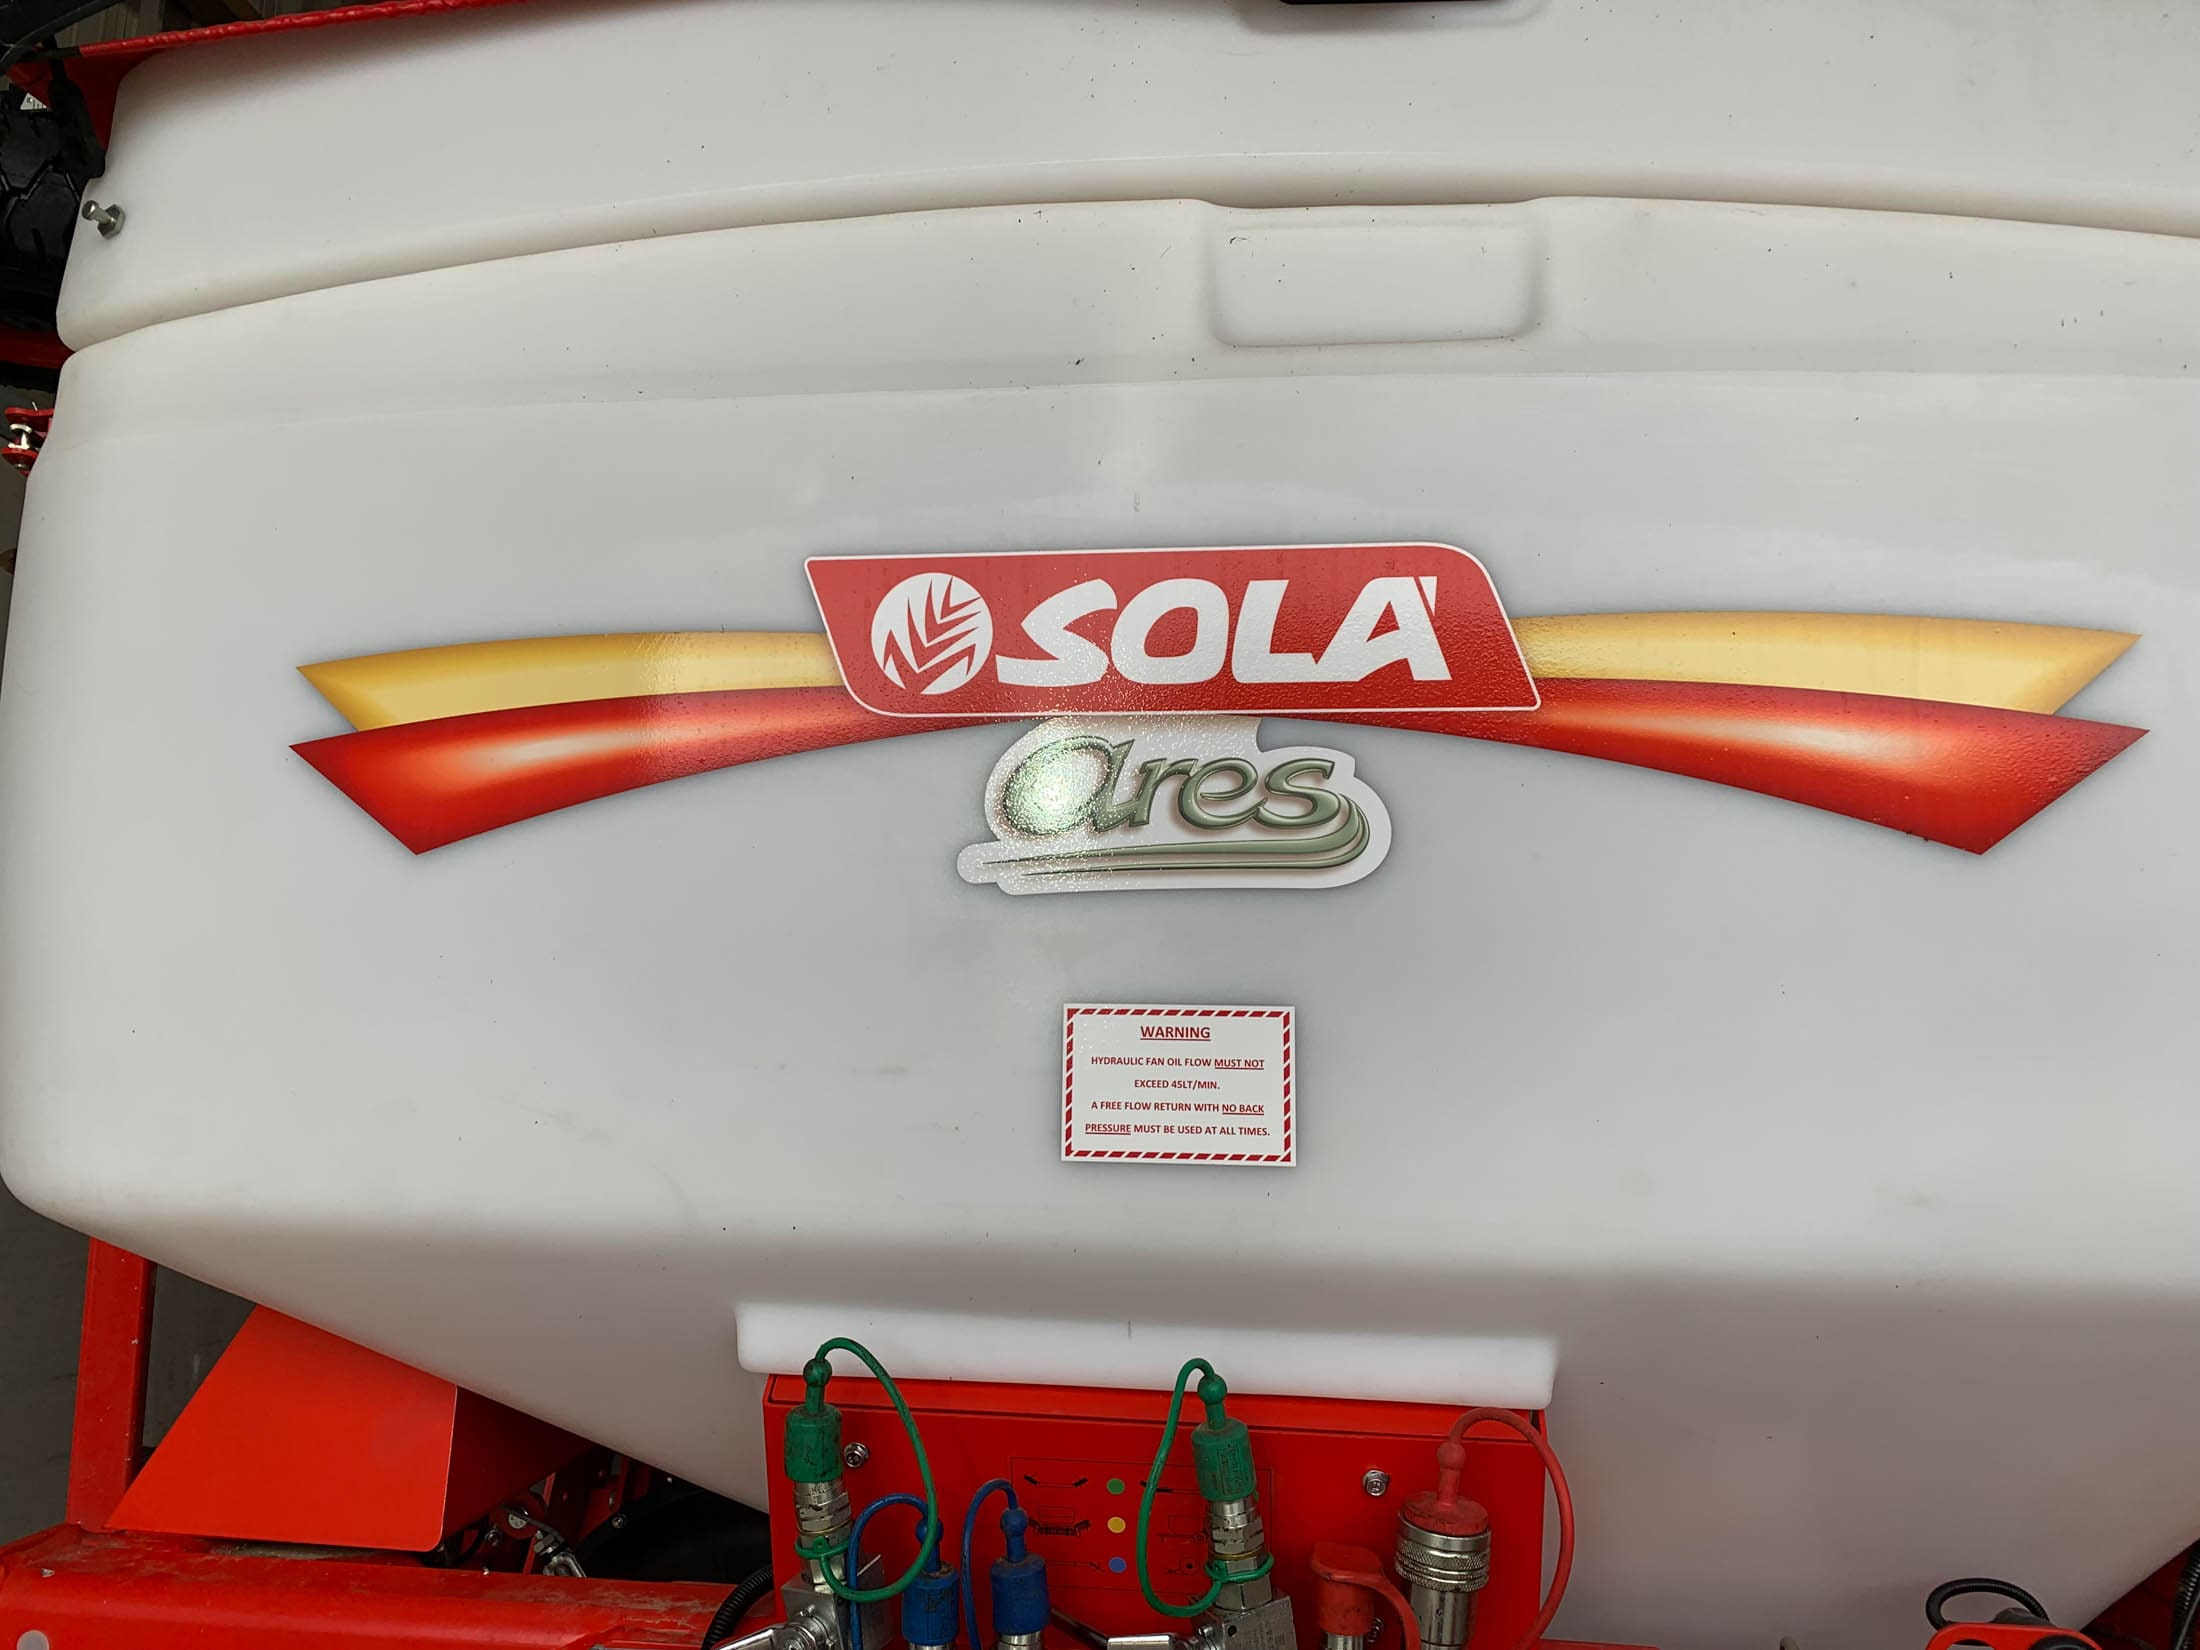 SOLÀ
ares
WARNING
HYDRAULIC FAN OIL FLOW MUST NOT
EXCEED 45LT/MIN.
A FREE FLOW RETURN WITH NO BACK
PRESSURE MUST BE USED AT ALL TIMES.